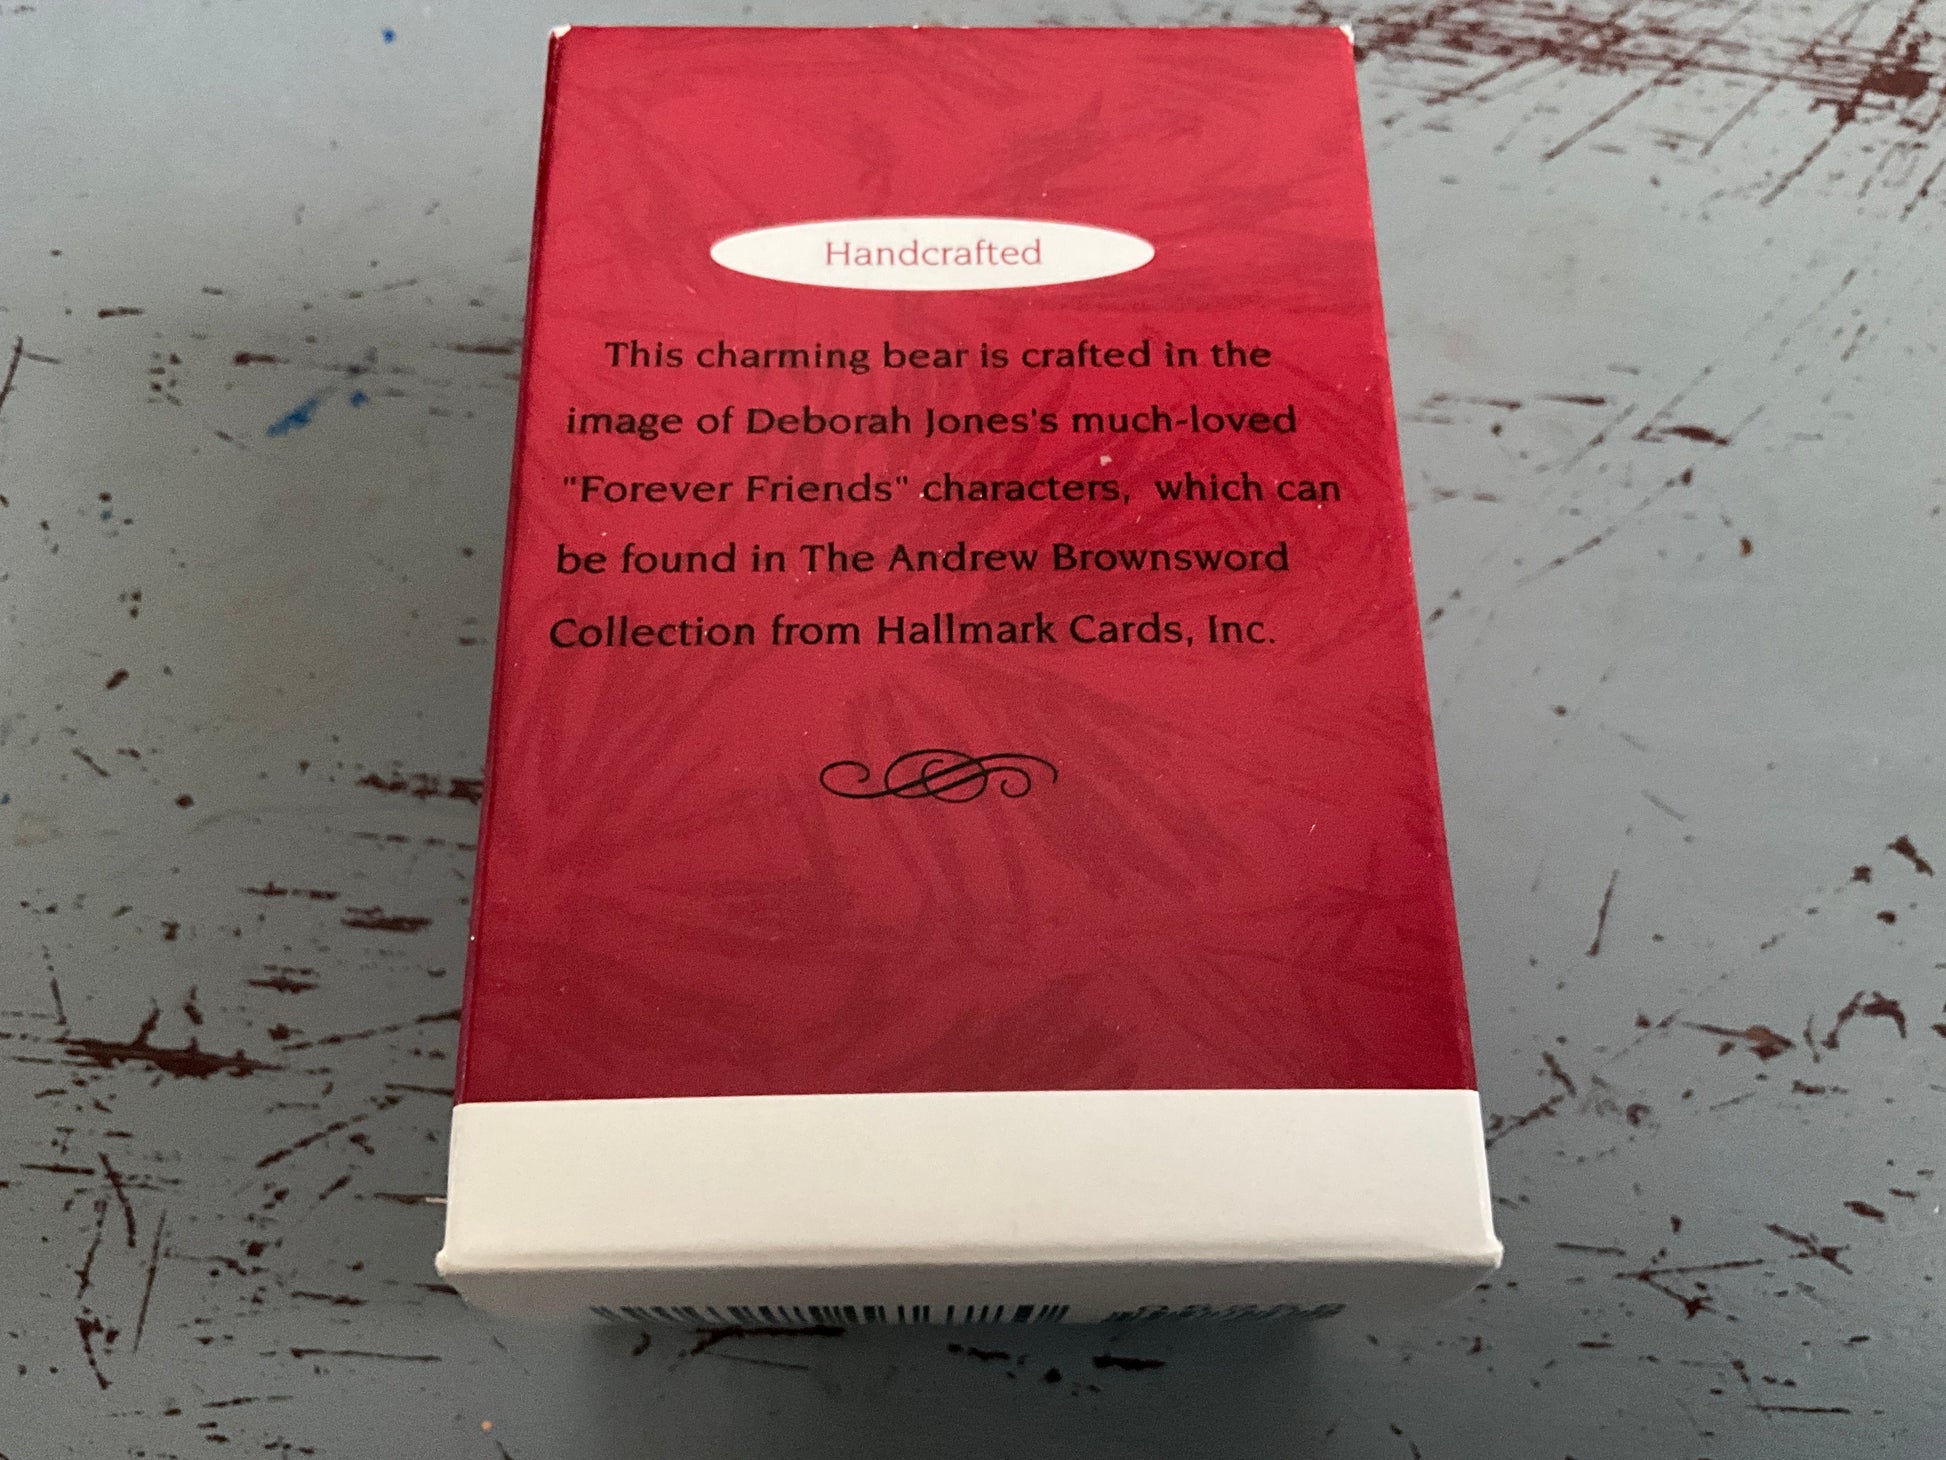 Handcrafted
This charming bear is crafted in the
image of Deborah Jones's much-loved
"Forever Friends" characters, which can
be found in The Andrew Brownsword
Collection from Hallmark Cards, Inc.